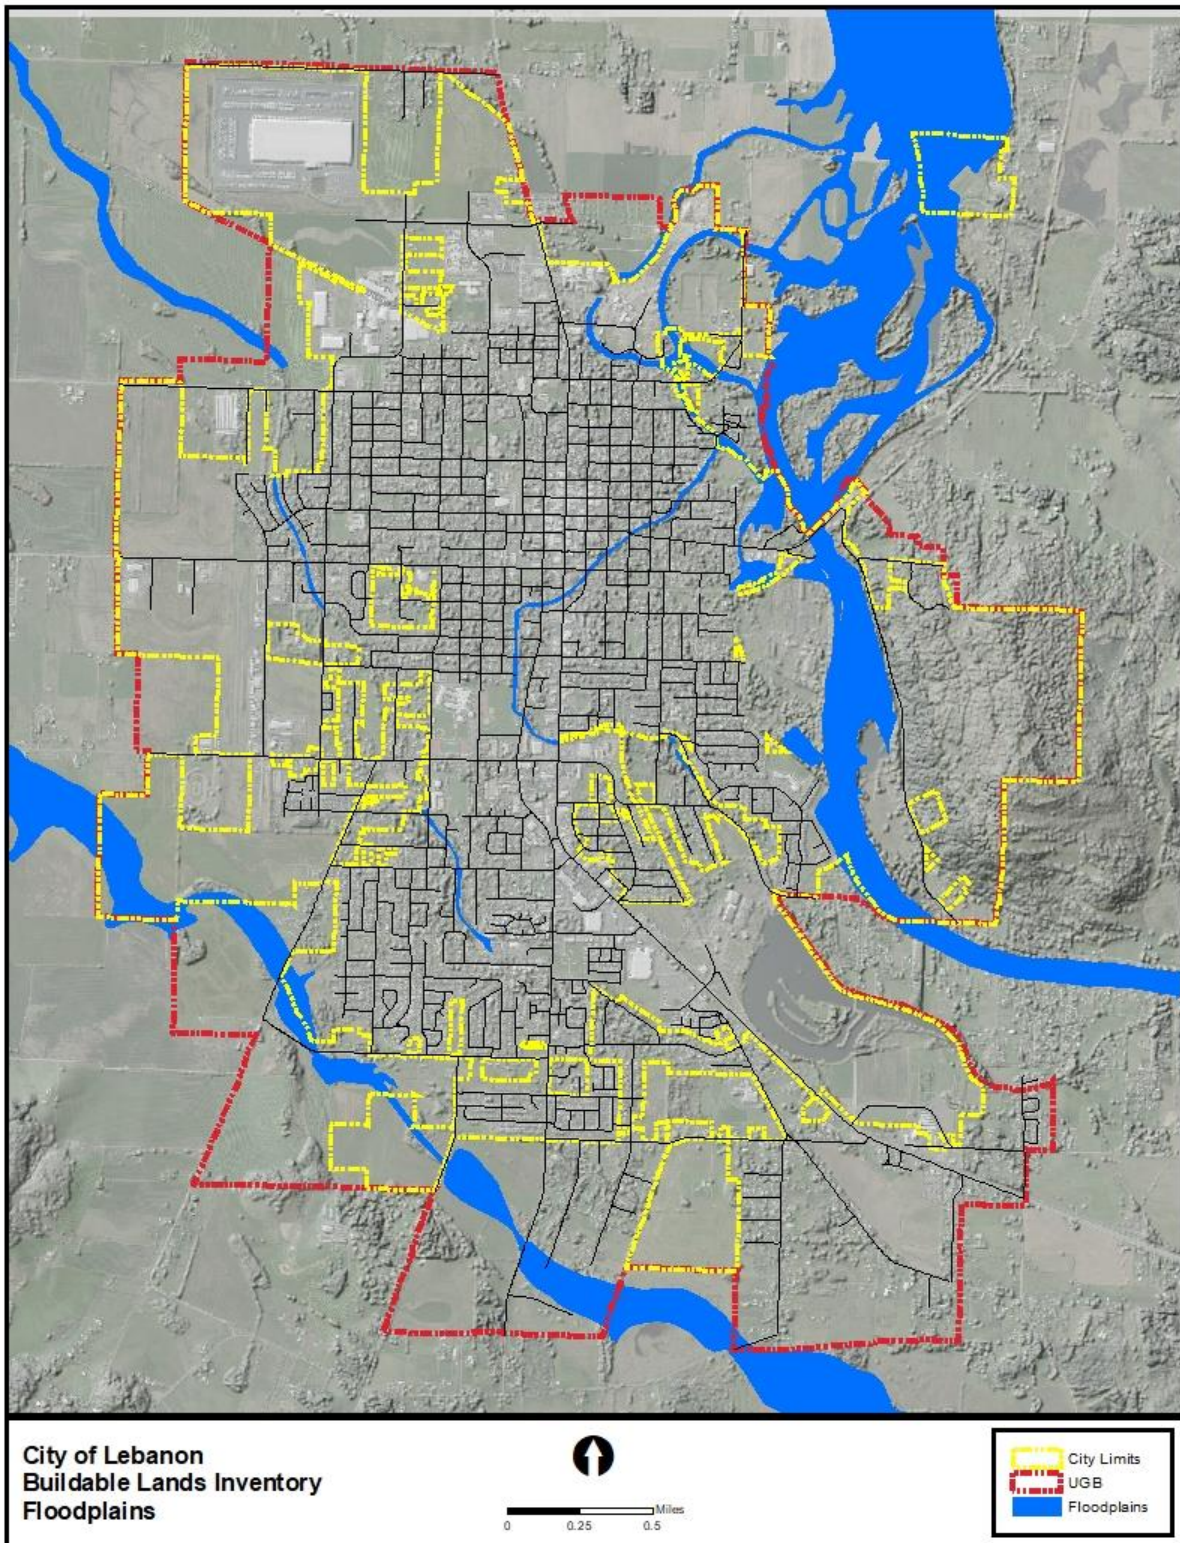 City of Lebanon
Buildable Lands Inventory
Floodplains
Miles
0 0.25 0.5
City Limits
UGB
Floodplains